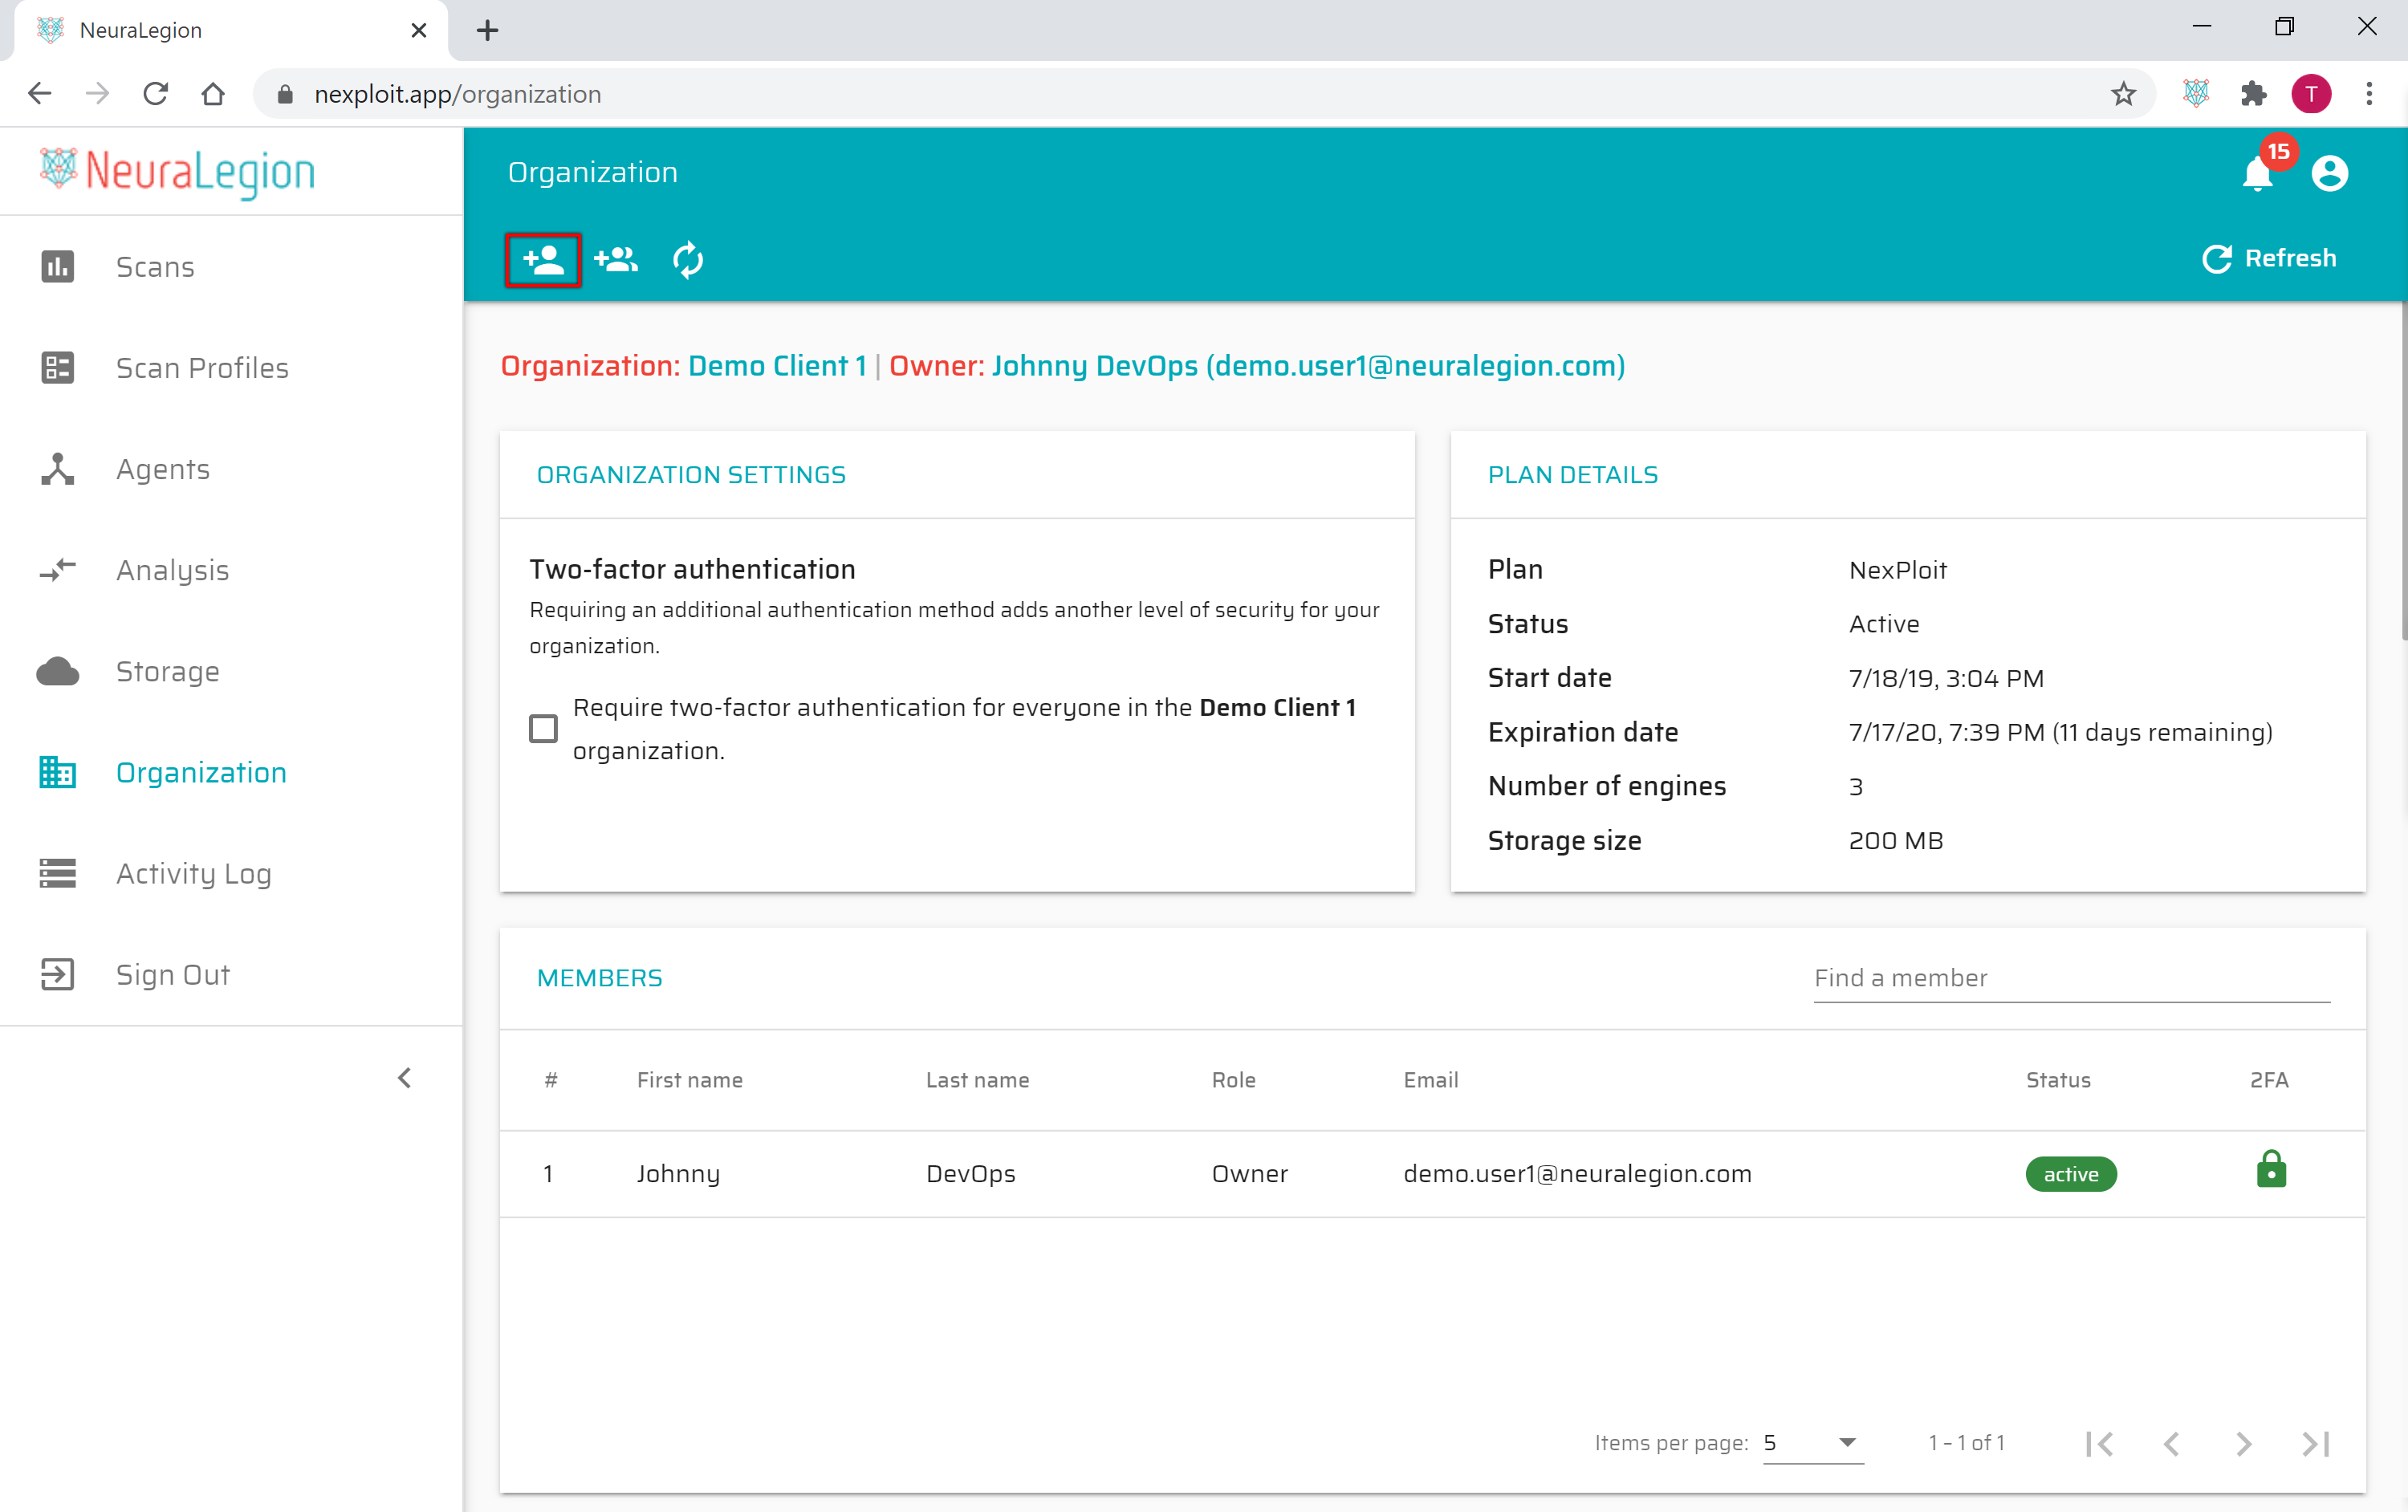 NeuraLegion
nexploit.app/organization
T
NeuraLegion
Organization
15
Refresh
Scans
Scan Profiles
Agents
Analysis
Storage
Organization
Activity Log
Sign Out
Organization: Demo Client 1 | Owner: Johnny DevOps (demo.user1@neuralegion.com)
ORGANIZATION SETTINGS
Two-factor authentication
Requiring an additional authentication method adds another level of security for your
organization.
Require two-factor authentication for everyone in the Demo Client 1
organization.
PLAN DETAILS
Plan NexPloit
Status Active
Start date 7/18/19, 3:04 PM
Expiration date 7/17/20, 7:39 PM (11 days remaining)
Number of engines 3
Storage size 200 MB
MEMBERS
Find a member
# First name Last name Role Email Status 2FA
1 Johnny DevOps Owner demo.user1@neuralegion.com active
Items per page: 5 1 – 1 of 1